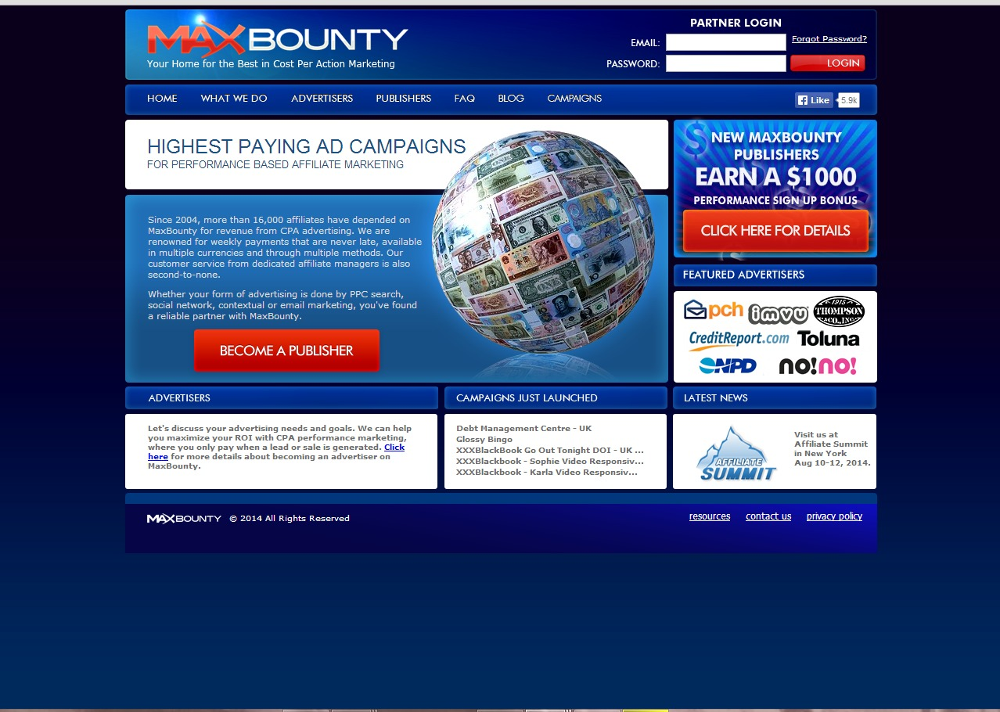 MAXBOUNTY
Your Home for the Best in Cost Per Action Marketing
PARTNER LOGIN
EMAIL:
Forgot Password?
PASSWORD:
LOGIN
HOME WHAT WE DO ADVERTISERS PUBLISHERS FAQ BLOG CAMPAIGNS
Like 5.9k
HIGHEST PAYING AD CAMPAIGNS
FOR PERFORMANCE BASED AFFILIATE MARKETING
Since 2004, more than 16,000 affiliates have depended on
MaxBounty for revenue from CPA advertising. We are
renowned for weekly payments that are never late, available
in multiple currencies and through multiple methods. Our
customer service from dedicated affiliate managers is also
second-to-none.
Whether your form of advertising is done by PPC search,
social network, contextual or email marketing, you've found
a reliable partner with MaxBounty.
BECOME A PUBLISHER
NEW MAXBOUNTY
PUBLISHERS
EARN A $1000
PERFORMANCE SIGN UP BONUS
CLICK HERE FOR DETAILS
FEATURED ADVERTISERS
pch imvu 1915 THOMPSON & CO., INC
CreditReport.com Toluna
NPD no!no!
ADVERTISERS
Let's discuss your advertising needs and goals. We can help
you maximize your ROI with CPA performance marketing,
where you only pay when a lead or sale is generated. Click
here for more details about becoming an advertiser on
MaxBounty.
CAMPAIGNS JUST LAUNCHED
Debt Management Centre - UK
Glossy Bingo
XXXBlackBook Go Out Tonight DOI - UK ...
XXXBlackbook - Sophie Video Responsiv...
XXXBlackbook - Karla Video Responsiv...
LATEST NEWS
AFFILIATE
SUMMIT
Visit us at
Affiliate Summit
in New York
Aug 10-12, 2014.
MAXBOUNTY © 2014 All Rights Reserved
resources contact us privacy policy